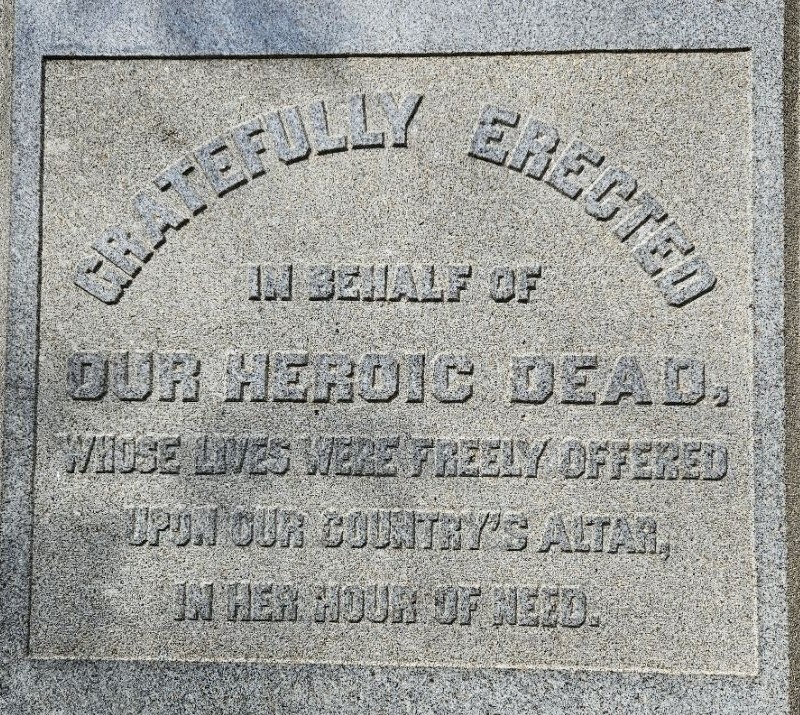 GRATEFULLY ERECTED
IN BEHALF OF
OUR HEROIC DEAD,
WHOSE LIVES WERE FREELY OFFERED
UPON OUR COUNTRY'S ALTAR,
IN HER HOUR OF NEED.